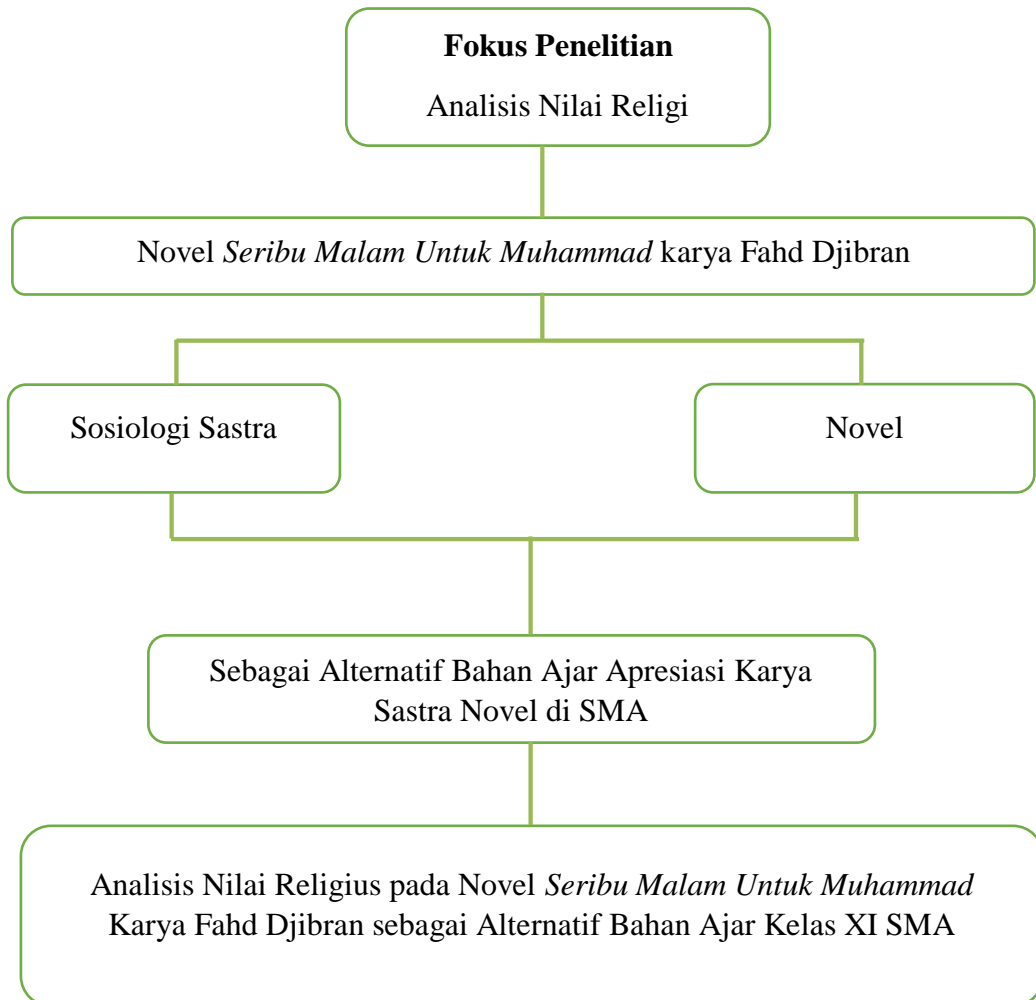 Fokus Penelitian
Analisis Nilai Religi
Novel Seribu Malam Untuk Muhammad karya Fahd Djibran
Sosiologi Sastra
Novel
Sebagai Alternatif Bahan Ajar Apresiasi Karya
Sastra Novel di SMA
Analisis Nilai Religius pada Novel Seribu Malam Untuk Muhammad
Karya Fahd Djibran sebagai Alternatif Bahan Ajar Kelas XI SMA